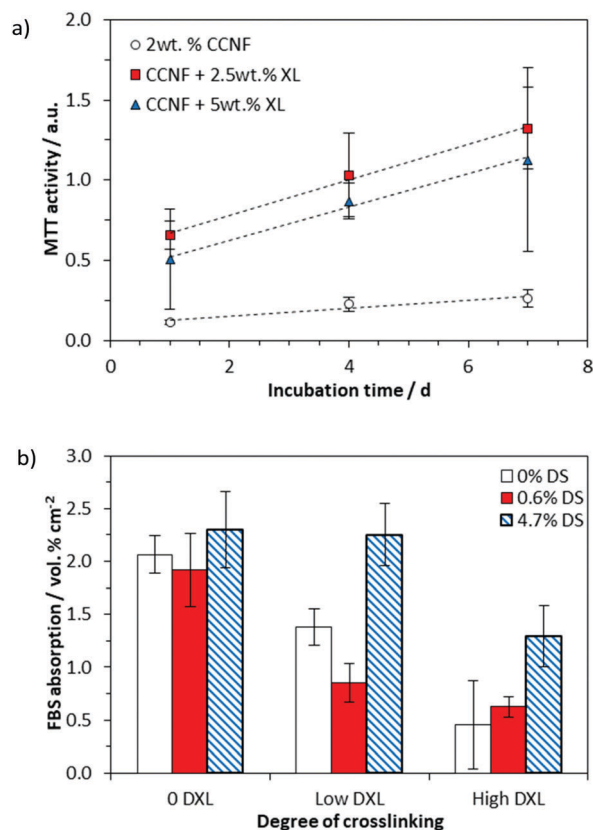 a)
2.0
1.5
1.0
0.5
0.0
MTT activity / a.u.
2wt. % CCNF
CCNF + 2.5wt.% XL
CCNF + 5wt.% XL
0 2 4 6 8
Incubation time / d
b)
3.0
2.5
2.0
1.5
1.0
0.5
0.0
FBS absorption / vol. % cm-2
0% DS
0.6% DS
4.7% DS
0 DXL Low DXL High DXL
Degree of crosslinking